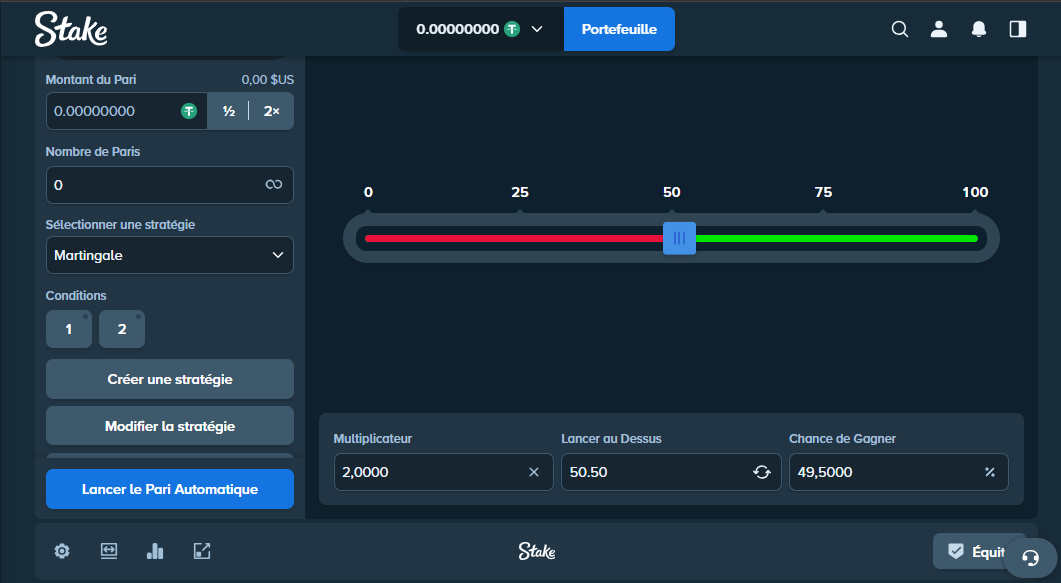 Stake
0.00000000
Portefeuille
Montant du Pari
0,00 $US
0.00000000
½
2×
Nombre de Paris
0
Sélectionner une stratégie
Martingale
Conditions
1
2
Créer une stratégie
Modifier la stratégie
Lancer le Pari Automatique
0
25
50
75
100
Multiplicateur
Lancer au Dessus
Chance de Gagner
2,0000
50.50
49,5000
Stake
Équit